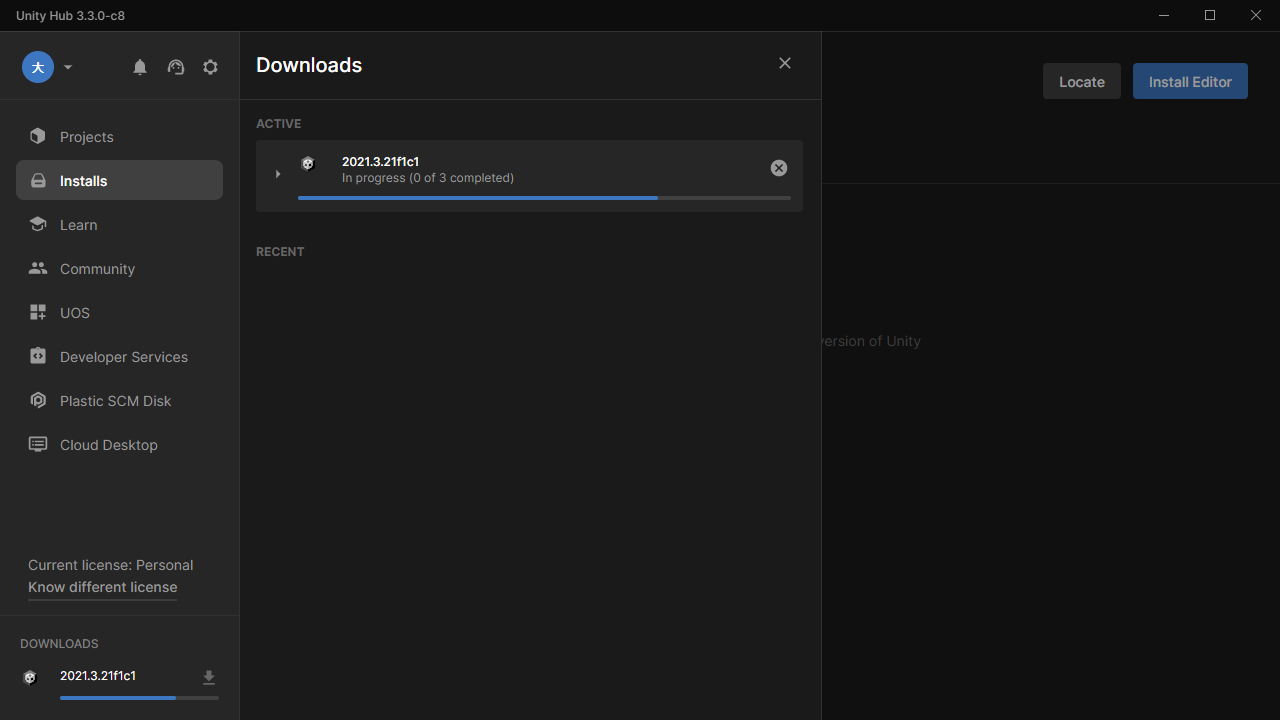 Unity Hub 3.3.0-c8
大
Projects
Installs
Learn
Community
UOS
Developer Services
Plastic SCM Disk
Cloud Desktop
Current license: Personal
Know different license
DOWNLOADS
2021.3.21f1c1
Downloads
ACTIVE
2021.3.21f1c1
In progress (0 of 3 completed)
RECENT
Locate
Install Editor
version of Unity